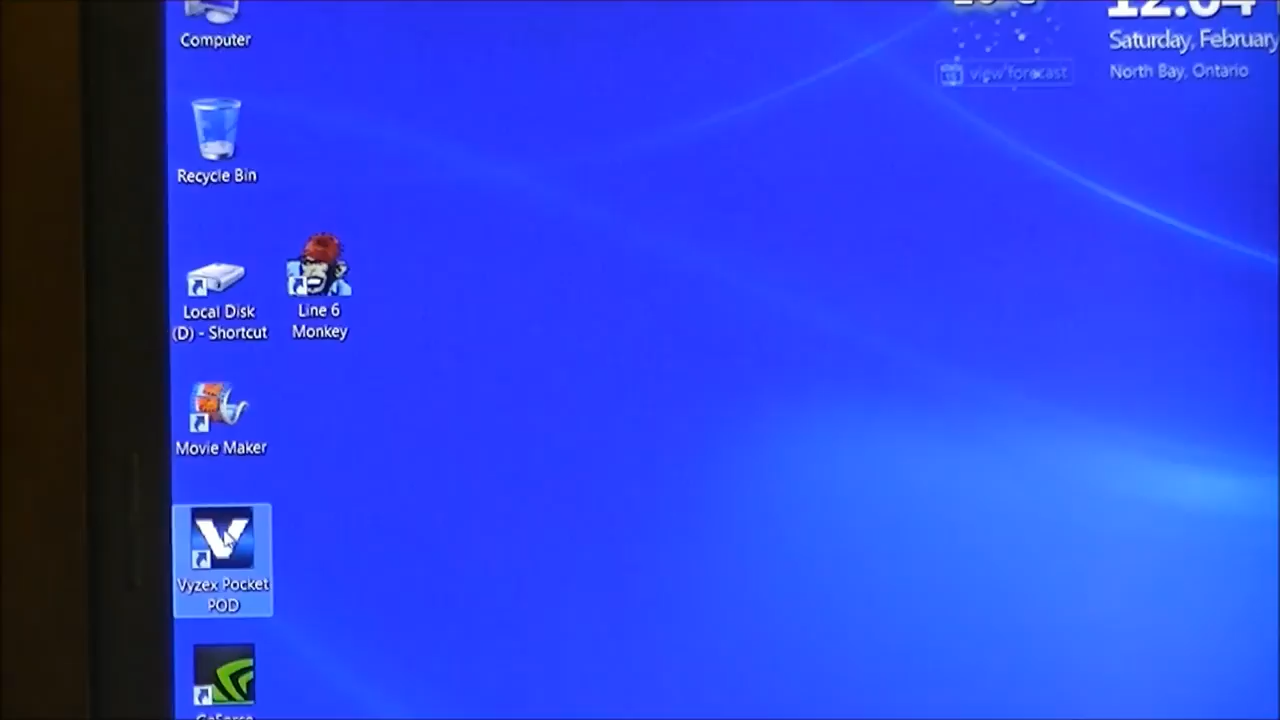 Computer
Recycle Bin
Local Disk
(D) - Shortcut
Line 6
Monkey
Movie Maker
Vyzex Pocket
POD
GeForce
12:04
Saturday, February
North Bay, Ontario
view forecast